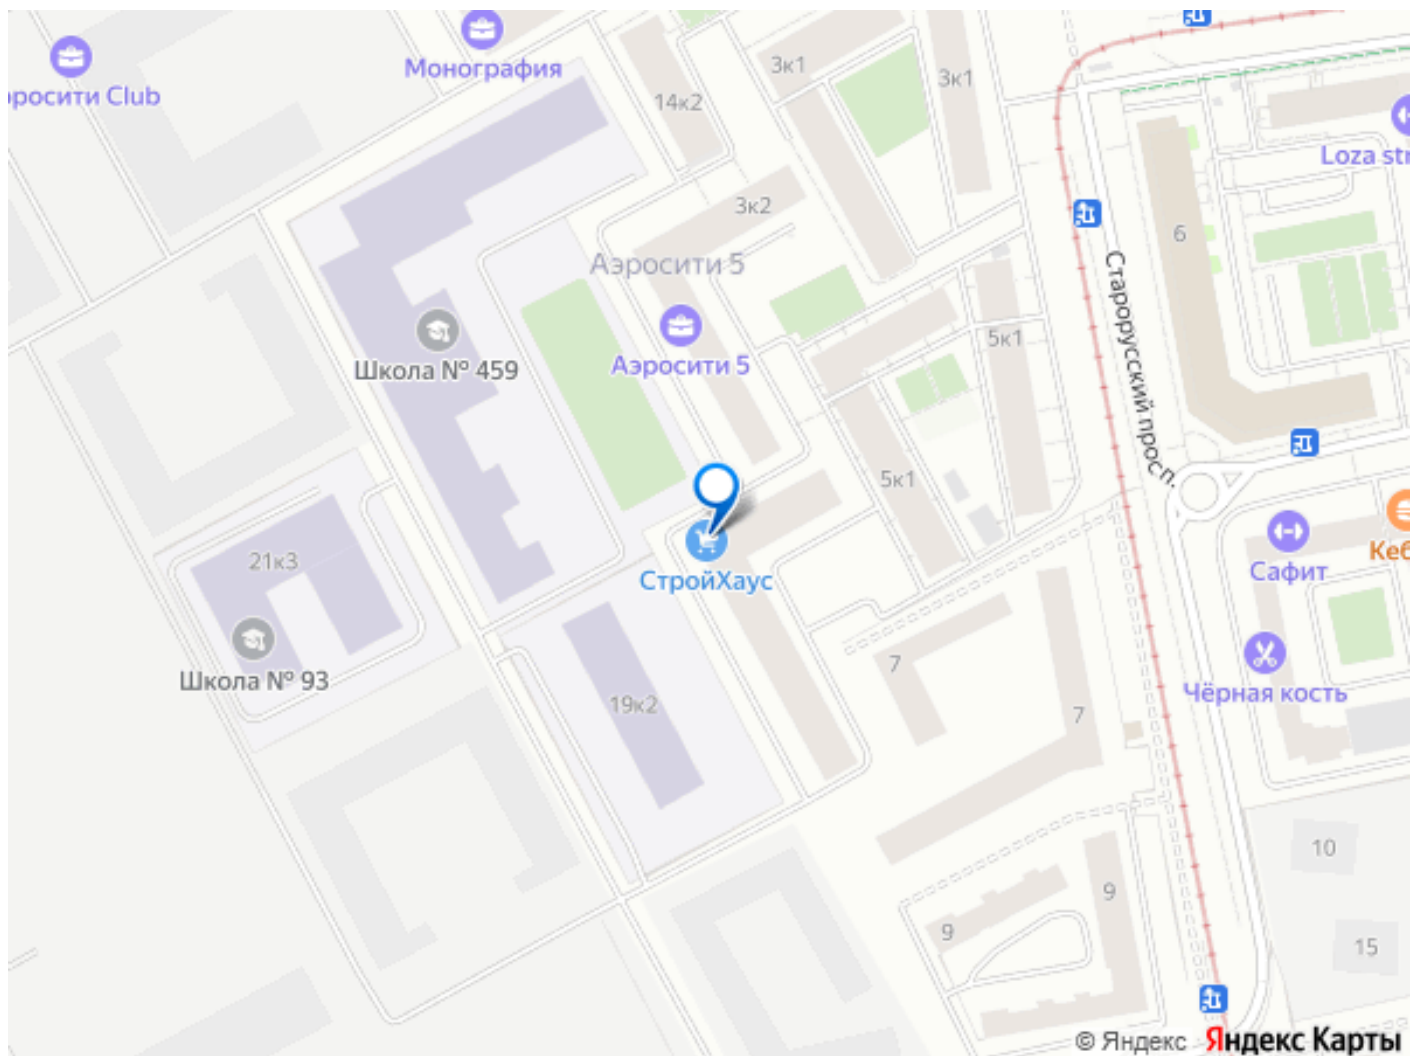 Монография
росити Club
14к2
3к1
3к1
Loza str
3к2
6
Аэросити 5
Старорусский просп.
5к1
Школа № 459
Аэросити 5
5к1
21к3
СтройХаус
Сафит
Кеб
Школа № 93
7
Чёрная кость
19к2
7
10
9
9
15
© Яндекс Яндекс Карты